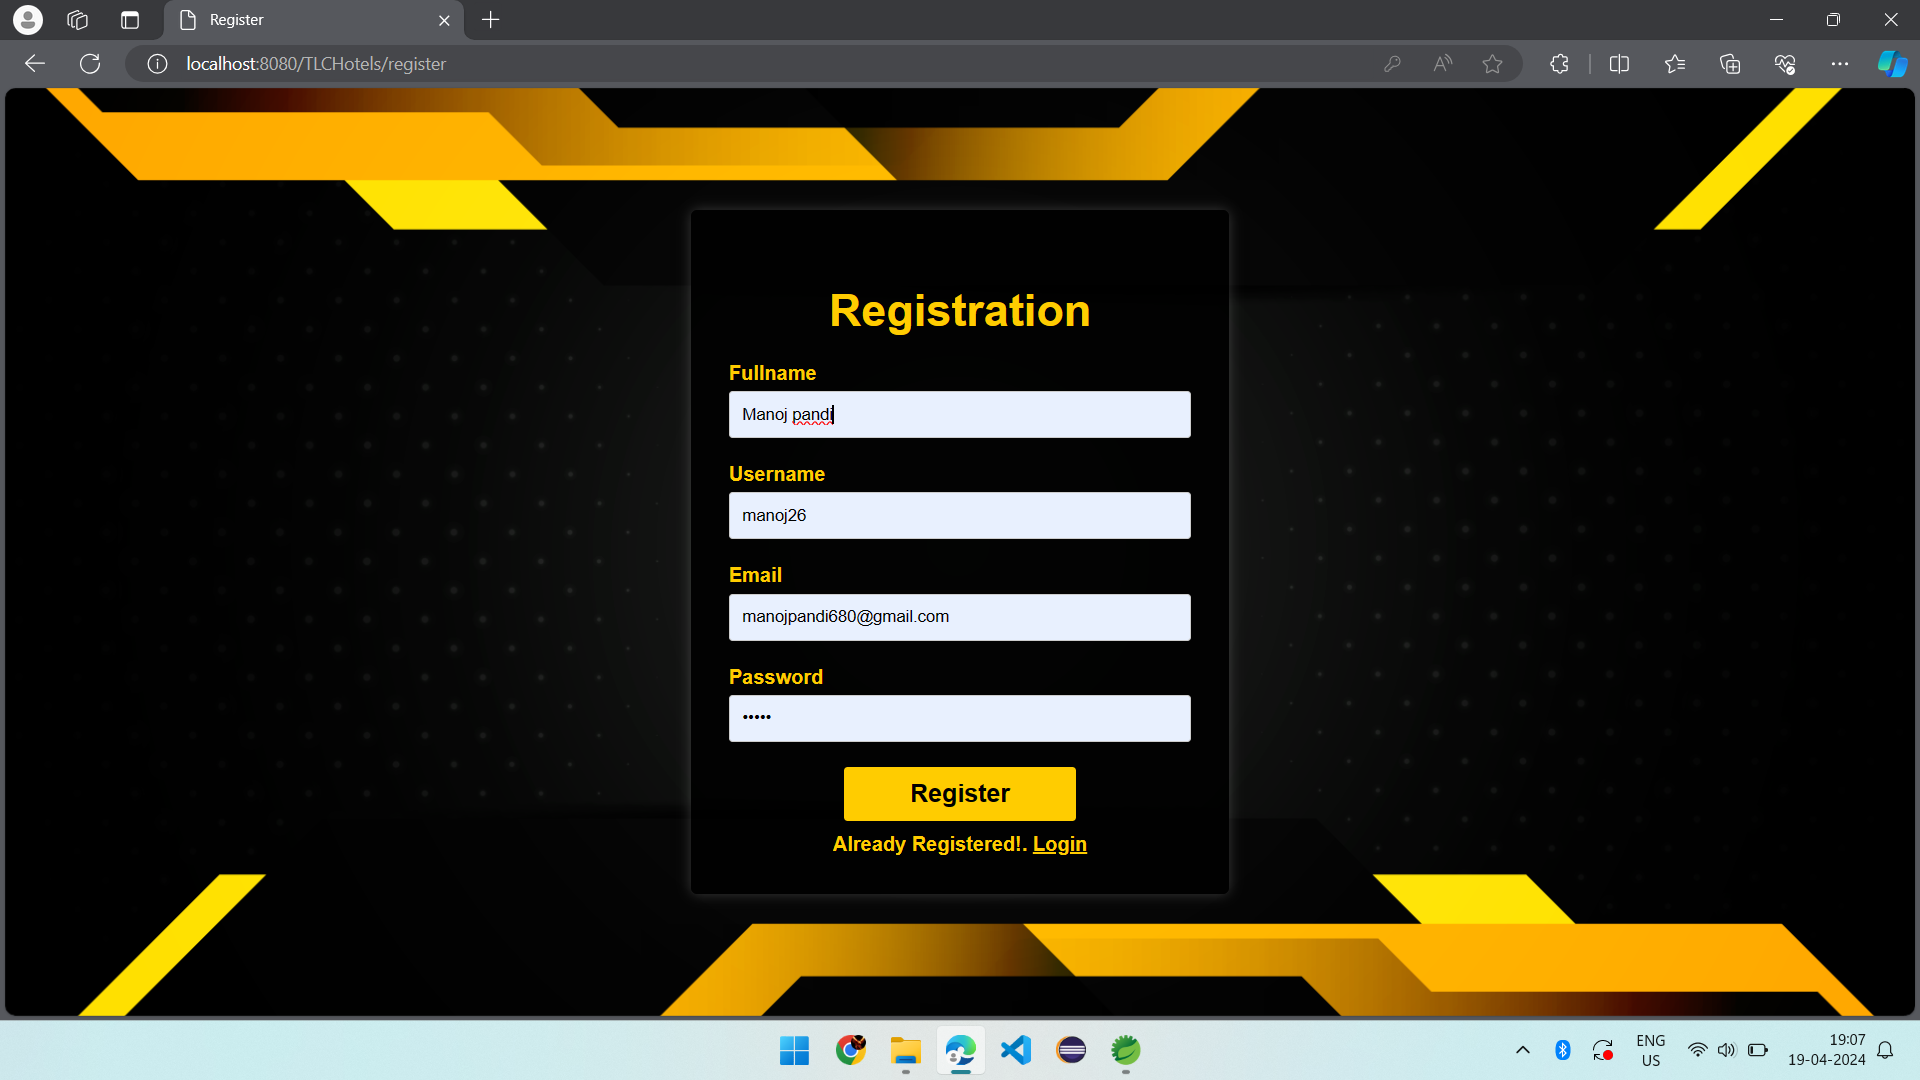 Register
localhost:8080/TLCHotels/register
Registration
Fullname
Manoj pandi
Username
manoj26
Email
manojpandi680@gmail.com
Password
•••••
Register
Already Registered!. Login
ENG
US
19:07
19-04-2024